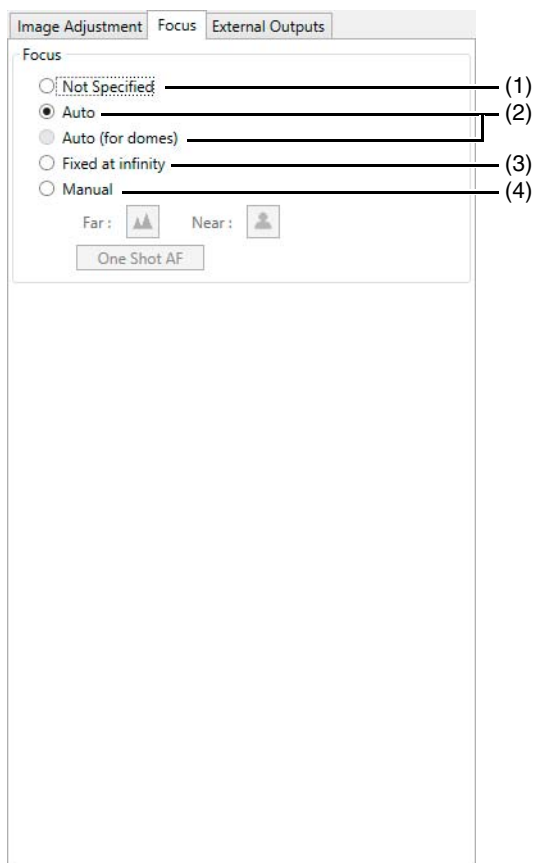 Image Adjustment Focus External Outputs
Focus
Not Specified (1)
Auto (2)
Auto (for domes)
Fixed at infinity (3)
Manual (4)
Far : Near :
One Shot AF